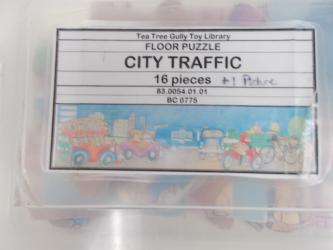 Tea Tree Gully Toy Library
FLOOR PUZZLE
CITY TRAFFIC
16 pieces +1 Picture
83.0054.01.01
BC 0775